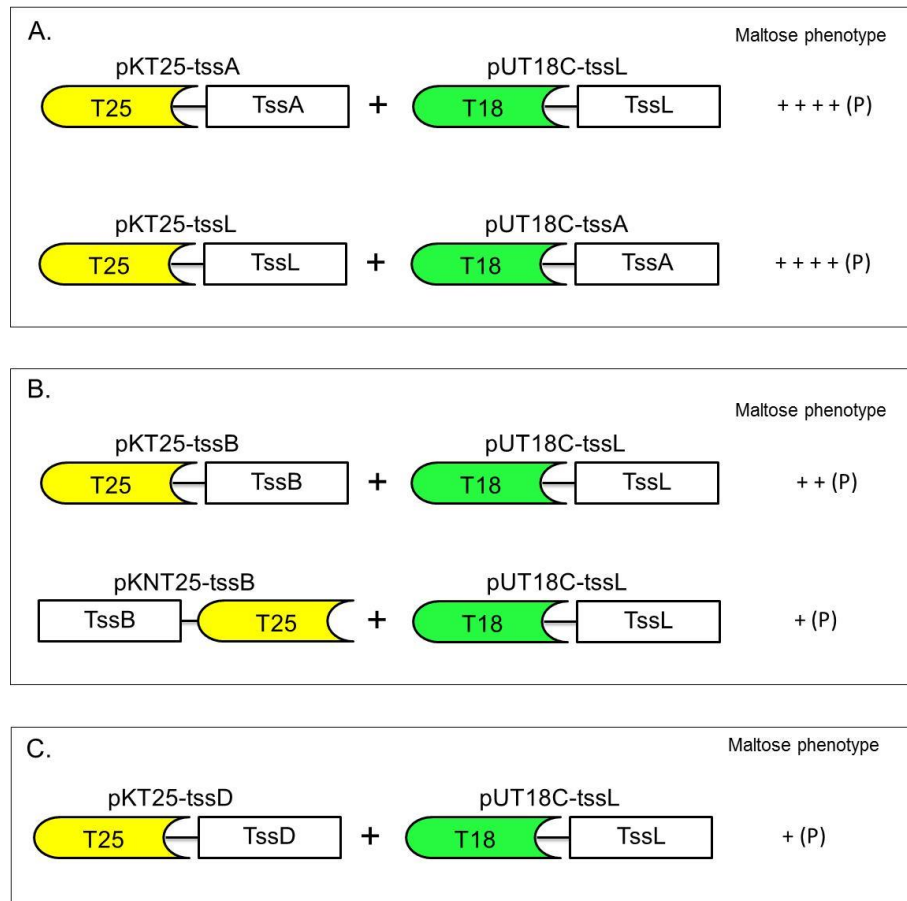 A.
Maltose phenotype
pKT25-tssA pUT18C-tssL
T25 TssA + T18 TssL + + + + (P)
pKT25-tssL pUT18C-tssA
T25 TssL + T18 TssA + + + + (P)
B.
Maltose phenotype
pKT25-tssB pUT18C-tssL
T25 TssB + T18 TssL + + (P)
pKNT25-tssB pUT18C-tssL
TssB T25 + T18 TssL + (P)
C.
Maltose phenotype
pKT25-tssD pUT18C-tssL
T25 TssD + T18 TssL + (P)